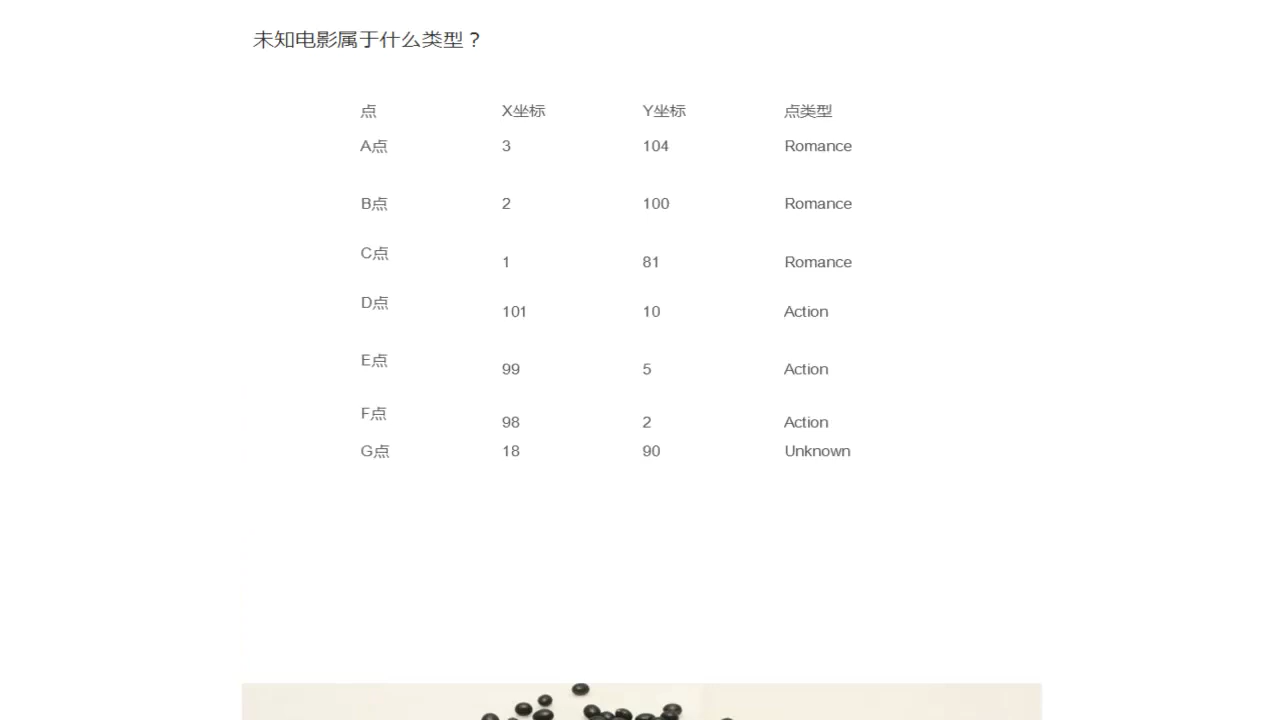 未知电影属于什么类型？
点 X坐标 Y坐标 点类型
A点 3 104 Romance
B点 2 100 Romance
C点 1 81 Romance
D点 101 10 Action
E点 99 5 Action
F点 98 2 Action
G点 18 90 Unknown